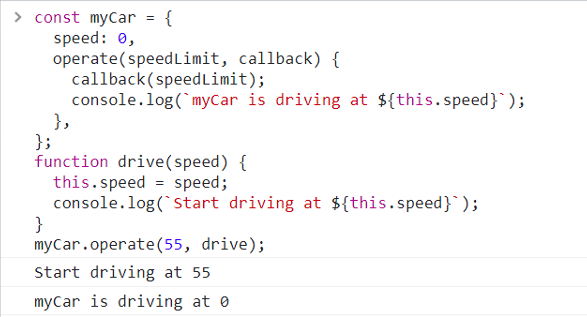 > const myCar = {
speed: 0,
operate(speedLimit, callback) {
callback(speedLimit);
console.log(`myCar is driving at ${this.speed}`);
},
};
function drive(speed) {
this.speed = speed;
console.log(`Start driving at ${this.speed}`);
}
myCar.operate(55, drive);
Start driving at 55
myCar is driving at 0